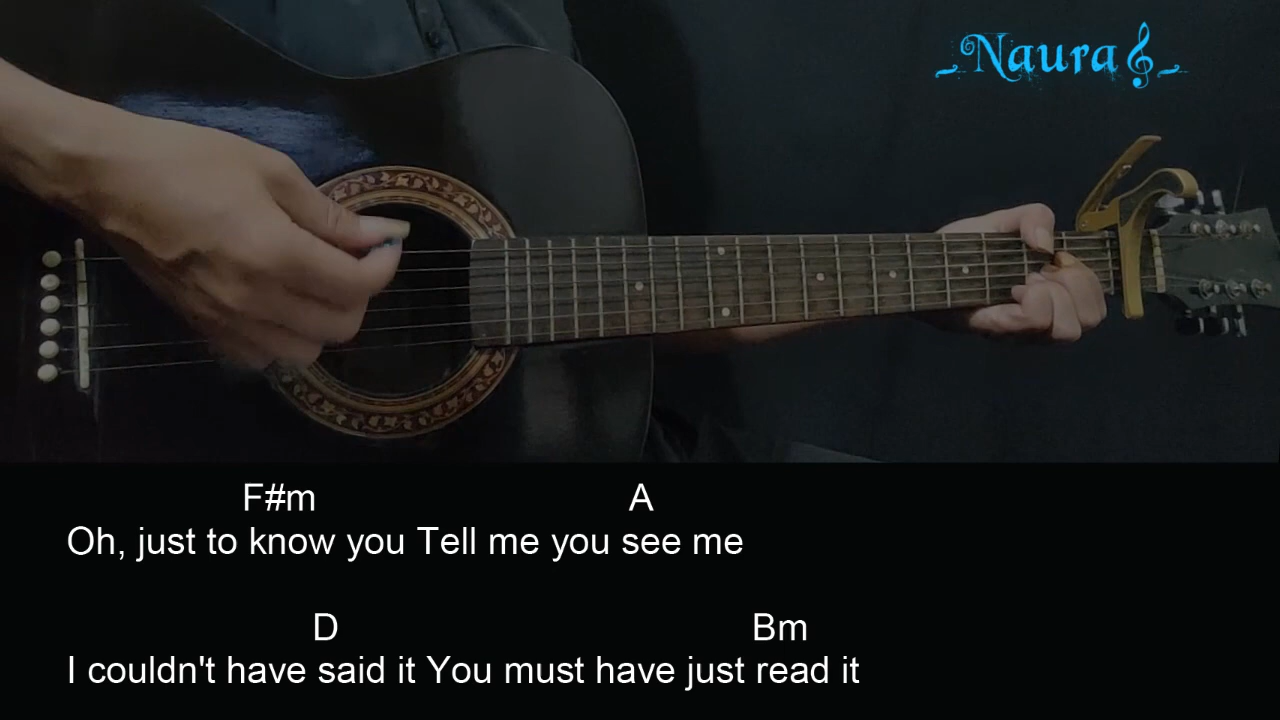 Naura
F#m A
Oh, just to know you Tell me you see me
D Bm
I couldn't have said it You must have just read it